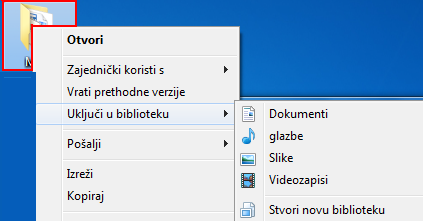 Otvori
Zajednički koristi s
Vrati prethodne verzije
Uključi u biblioteku
Pošalji
Izreži
Kopiraj
Dokumenti
glazbe
Slike
Videozapisi
Stvori novu biblioteku